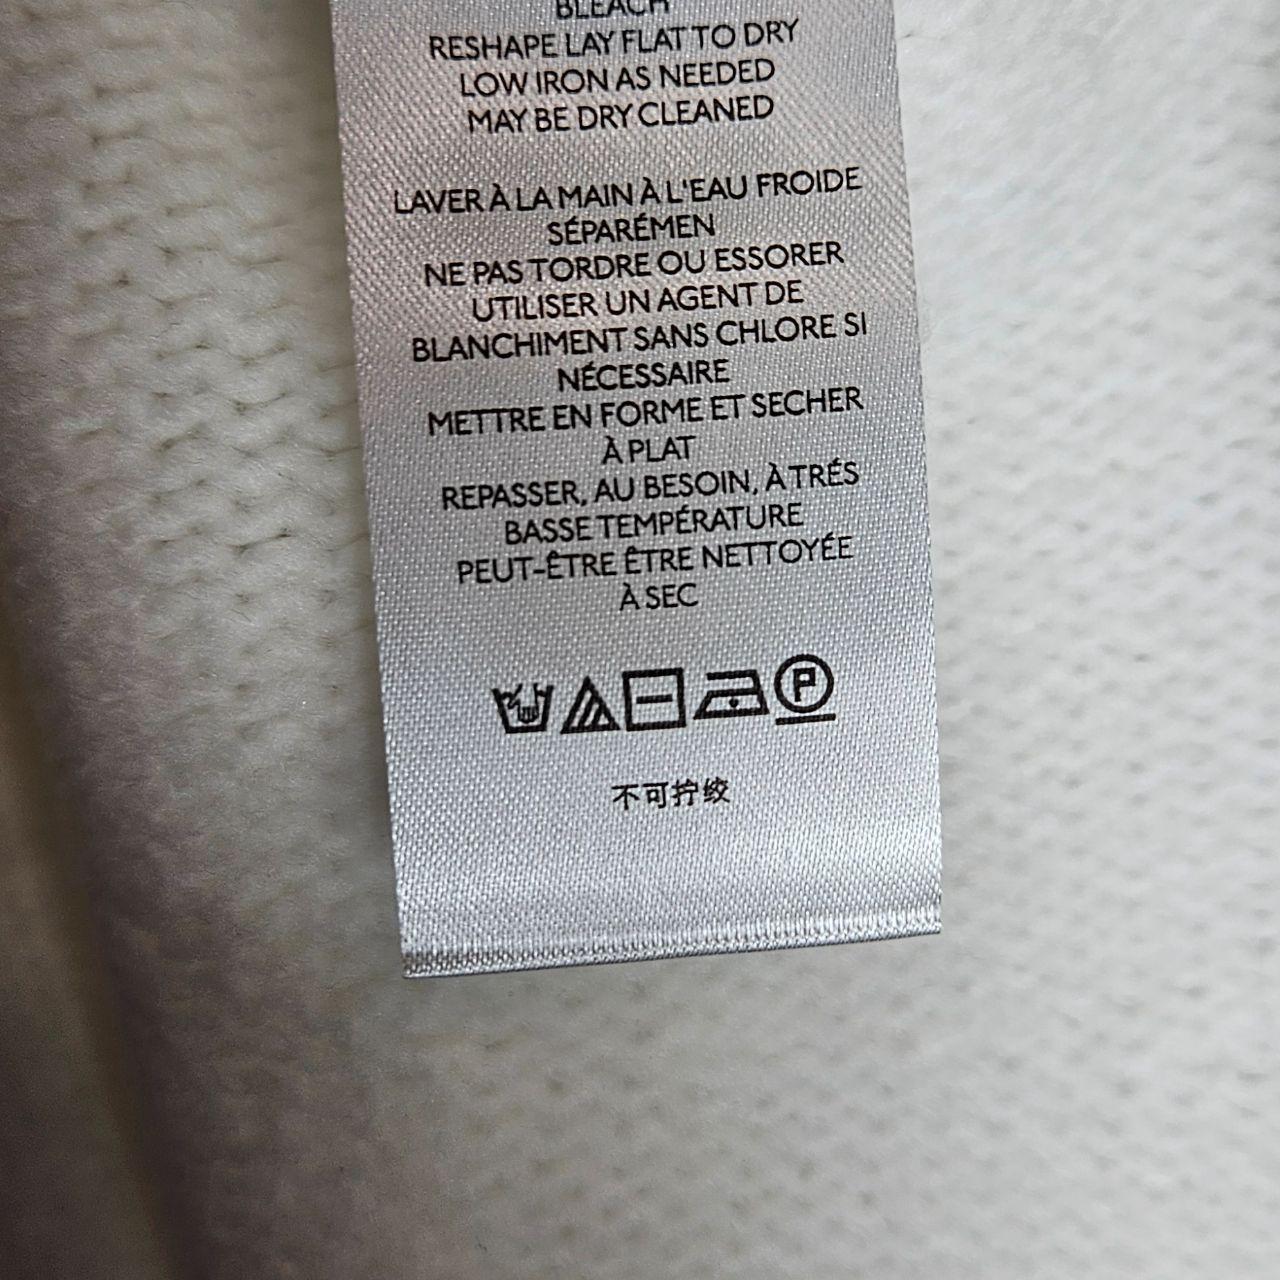 BLEACH
RESHAPE LAY FLAT TO DRY
LOW IRON AS NEEDED
MAY BE DRY CLEANED
LAVER À LA MAIN À L'EAU FROIDE
SÉPARÉMEN
NE PAS TORDRE OU ESSORER
UTILISER UN AGENT DE
BLANCHIMENT SANS CHLORE SI
NÉCESSAIRE
METTRE EN FORME ET SECHER
À PLAT
REPASSER, AU BESOIN, À TRÉS
BASSE TEMPÉRATURE
PEUT-ÊTRE ÊTRE NETTOYÉE
À SEC
P
不可拧绞